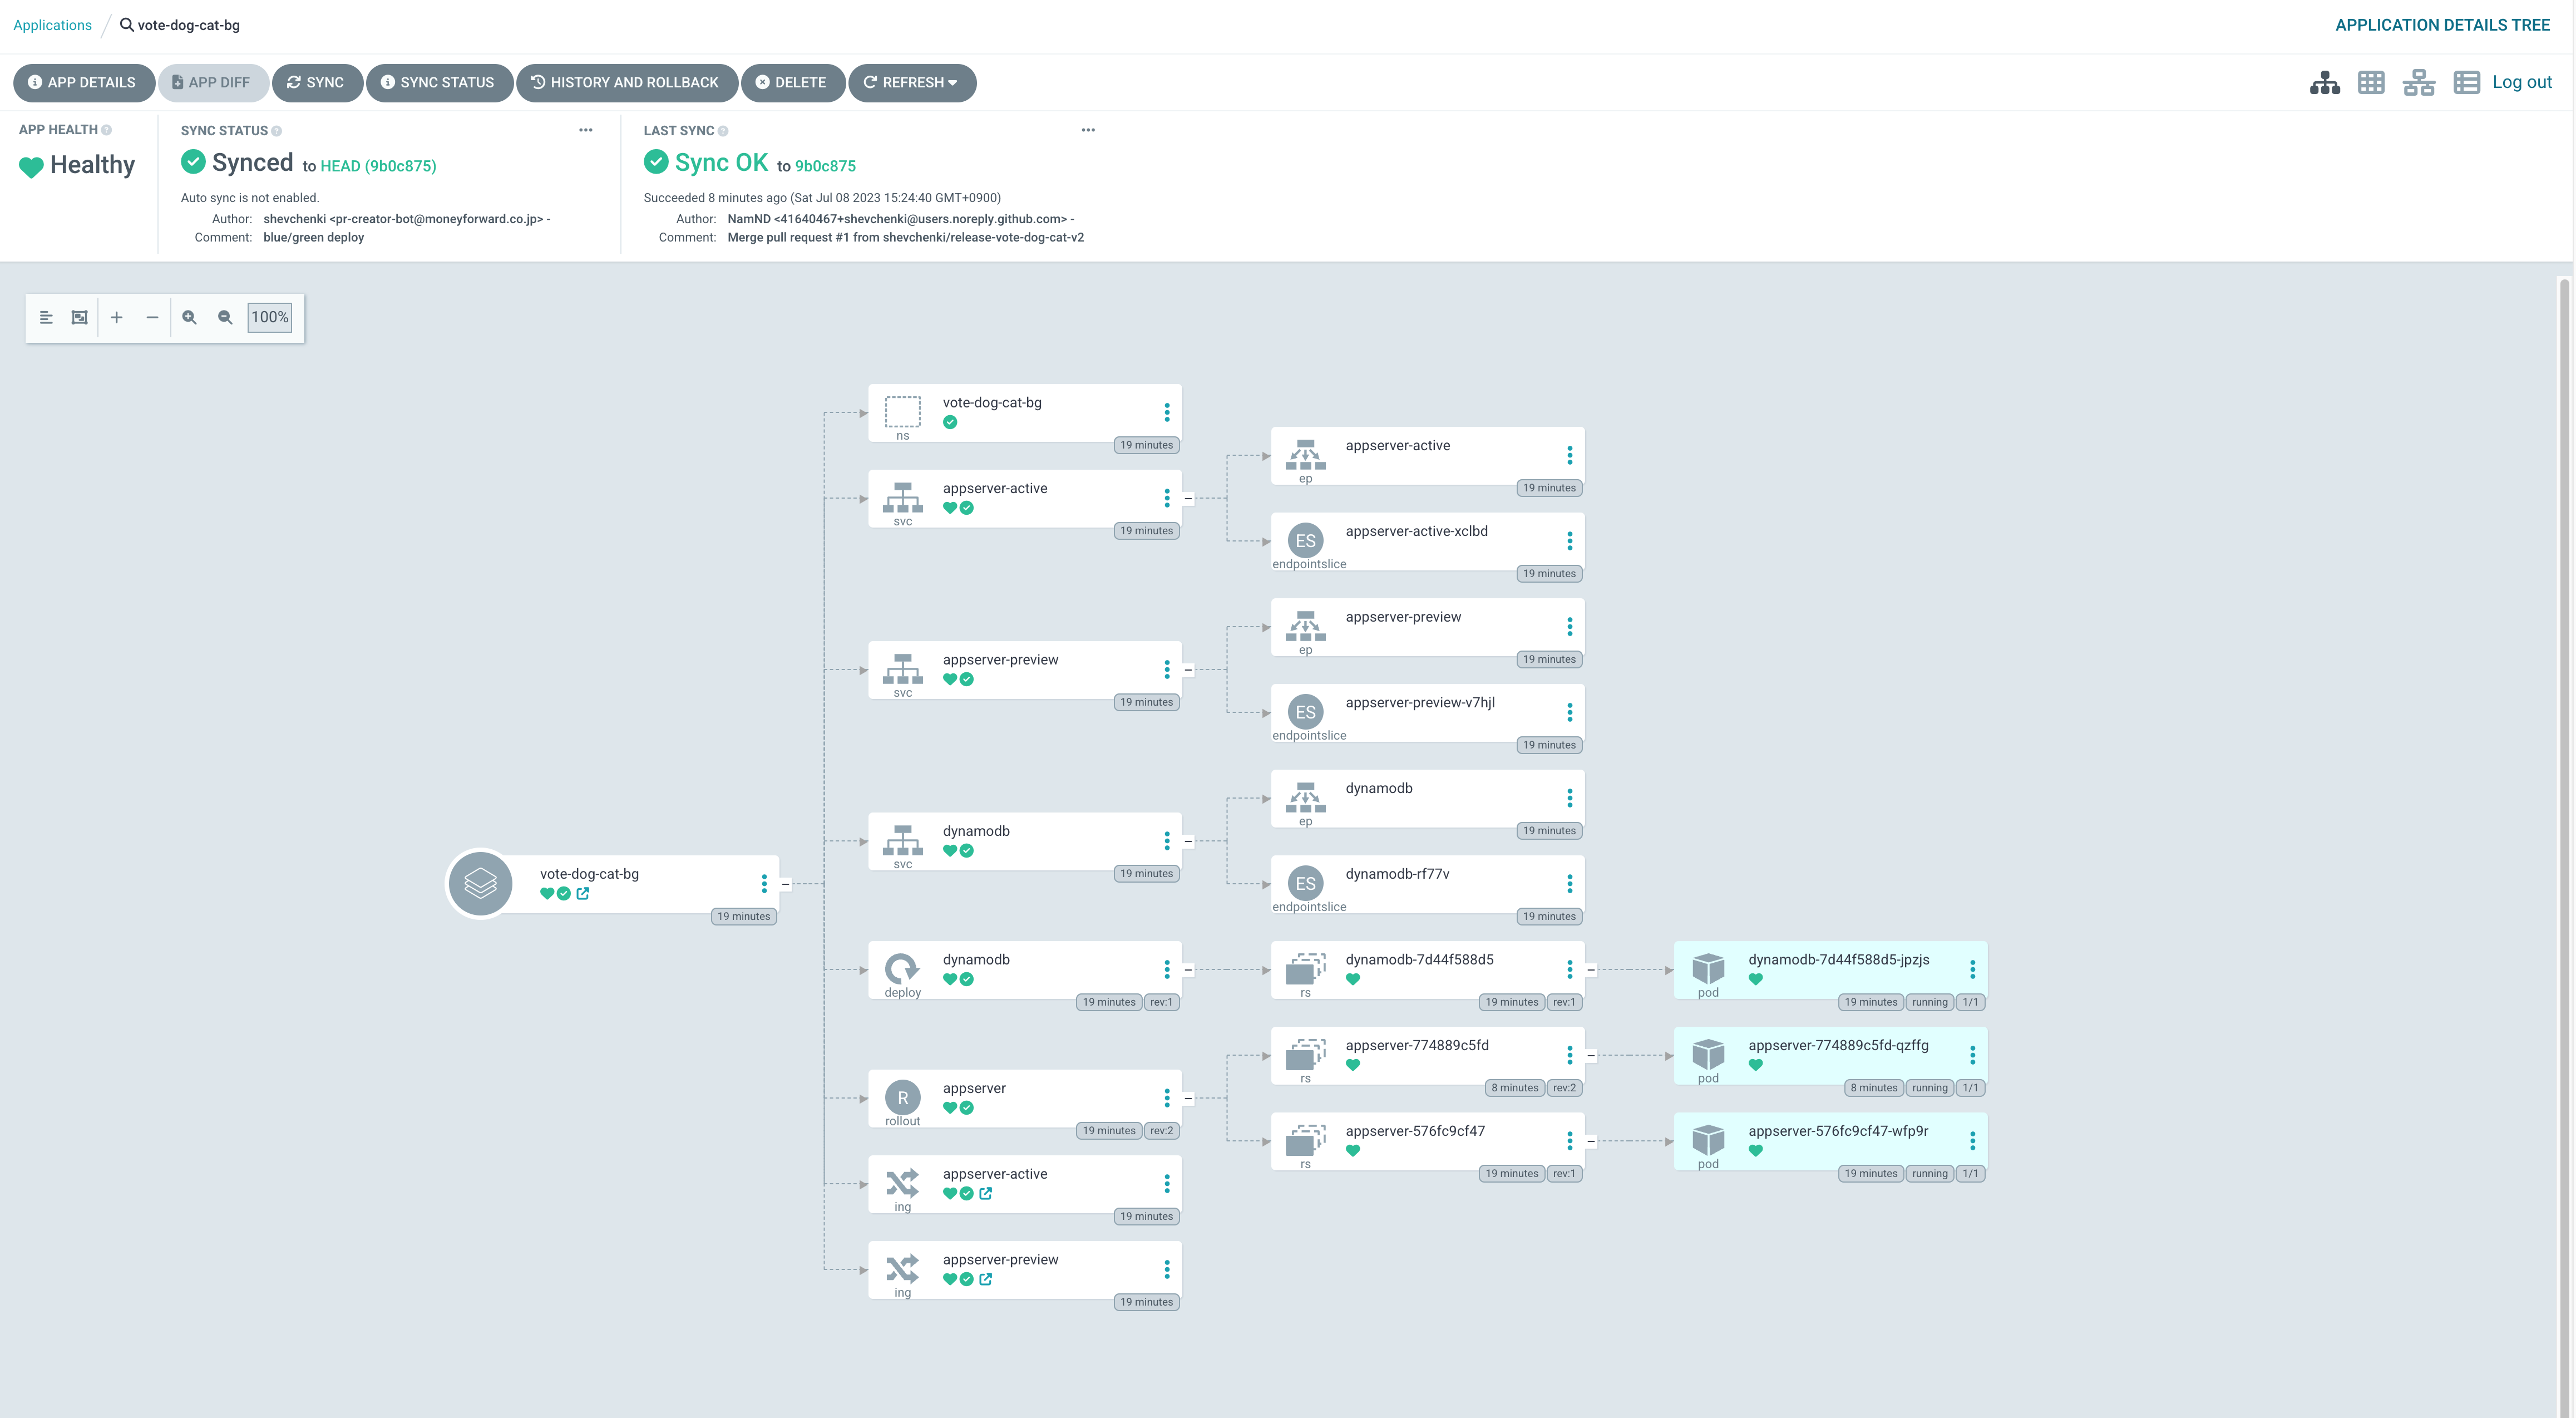 Applications / vote-dog-cat-bg
APPLICATION DETAILS TREE
APP DETAILS APP DIFF SYNC SYNC STATUS HISTORY AND ROLLBACK DELETE REFRESH
Log out
APP HEALTH
Healthy
SYNC STATUS
Synced to HEAD (9b0c875)
Auto sync is not enabled.
Author: shevchenki <pr-creator-bot@moneyforward.co.jp> -
Comment: blue/green deploy
LAST SYNC
Sync OK to 9b0c875
Succeeded 8 minutes ago (Sat Jul 08 2023 15:24:40 GMT+0900)
Author: NamND <41640467+shevchenki@users.noreply.github.com> -
Comment: Merge pull request #1 from shevchenki/release-vote-dog-cat-v2
100%
vote-dog-cat-bg
19 minutes
vote-dog-cat-bg
ns
19 minutes
appserver-active
svc
19 minutes
appserver-preview
svc
19 minutes
dynamodb
svc
19 minutes
dynamodb
deploy
19 minutes rev:1
R
appserver
rollout
19 minutes rev:2
appserver-active
ing
19 minutes
appserver-preview
ing
19 minutes
appserver-active
ep
19 minutes
ES
appserver-active-xclbd
endpointslice
19 minutes
appserver-preview
ep
19 minutes
ES
appserver-preview-v7hjl
endpointslice
19 minutes
dynamodb
ep
19 minutes
ES
dynamodb-rf77v
endpointslice
19 minutes
dynamodb-7d44f588d5
rs
19 minutes rev:1
appserver-774889c5fd
rs
8 minutes rev:2
appserver-576fc9cf47
rs
19 minutes rev:1
dynamodb-7d44f588d5-jpzjs
pod
19 minutes running 1/1
appserver-774889c5fd-qzffg
pod
8 minutes running 1/1
appserver-576fc9cf47-wfp9r
pod
19 minutes running 1/1